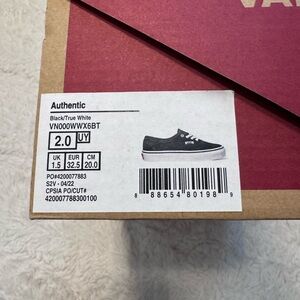 VA
Authentic
Black/True White
VN000WWX6BT
2.0 UY
UK EUR CM
1.5 32.5 20.0
PO#4200077883
S2V - 04/22
CPSIA PO/CUT#
420007788300100
8 88654 80198 9